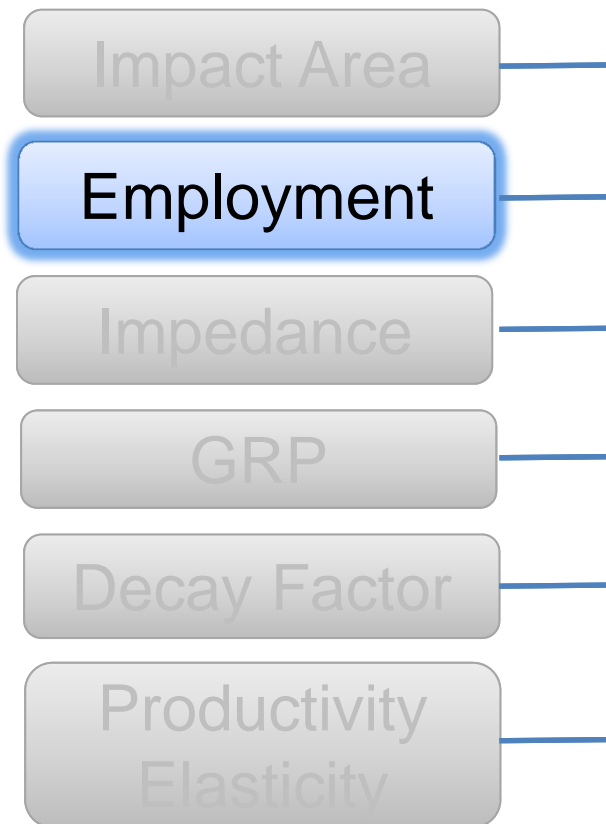 Impact Area
Employment
Impedance
GRP
Decay Factor
Productivity
Elasticity